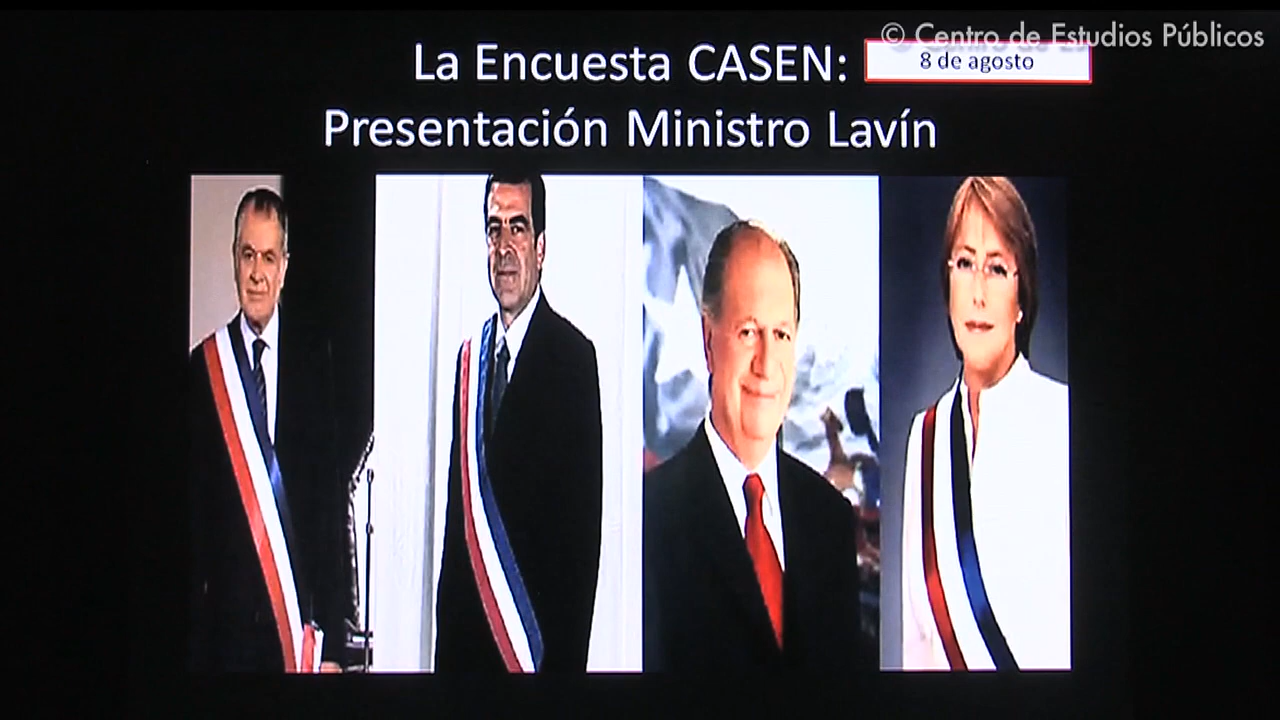 © Centro de Estudios Públicos
La Encuesta CASEN:
8 de agosto
Presentación Ministro Lavín